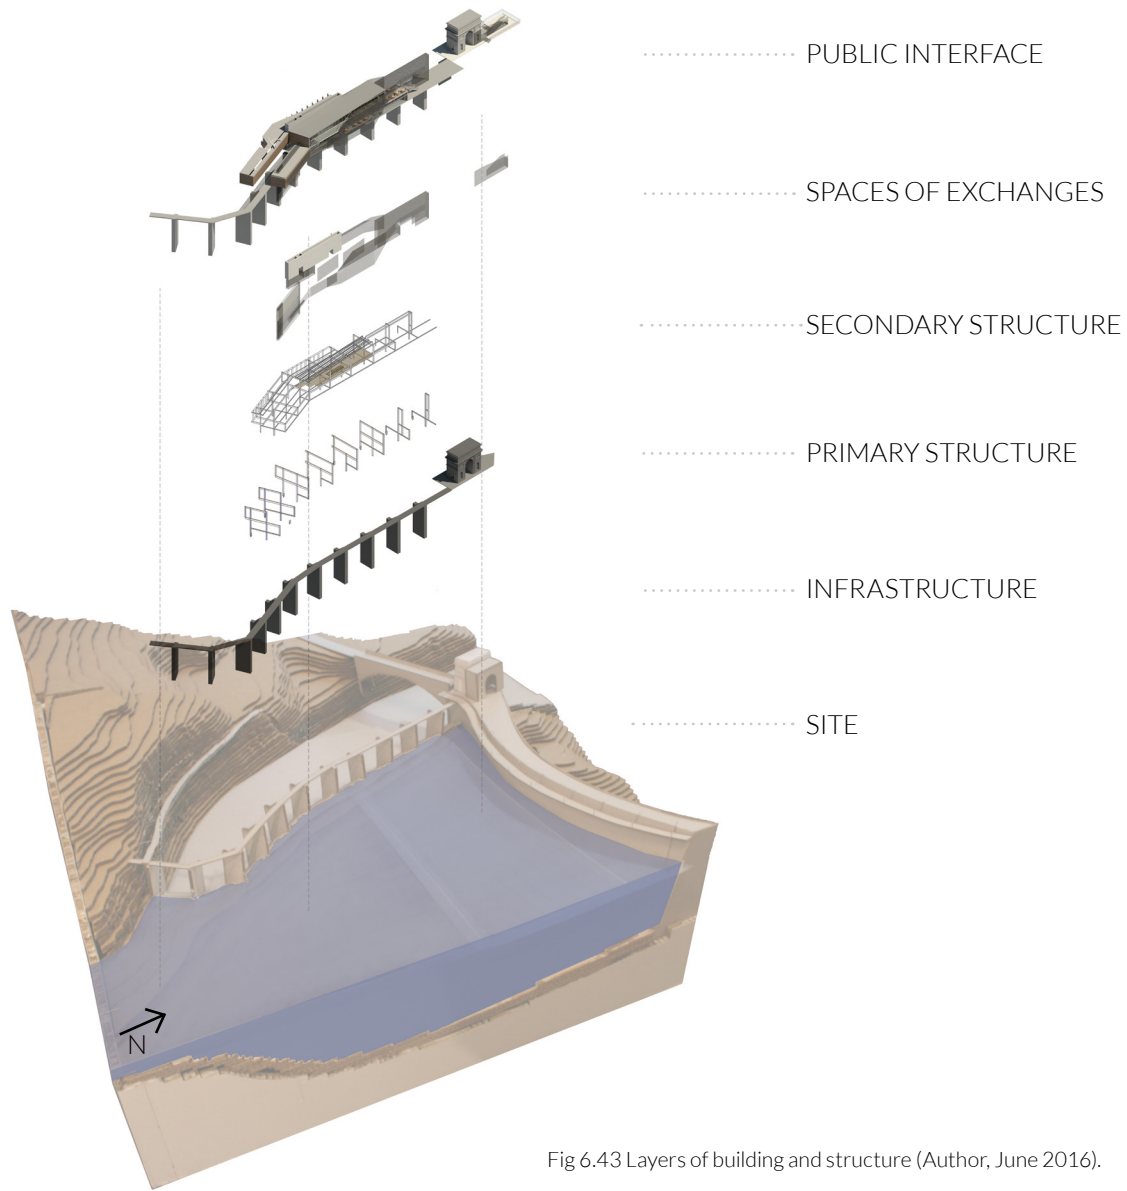 PUBLIC INTERFACE
SPACES OF EXCHANGES
SECONDARY STRUCTURE
PRIMARY STRUCTURE
INFRASTRUCTURE
SITE
N
Fig 6.43 Layers of building and structure (Author, June 2016).